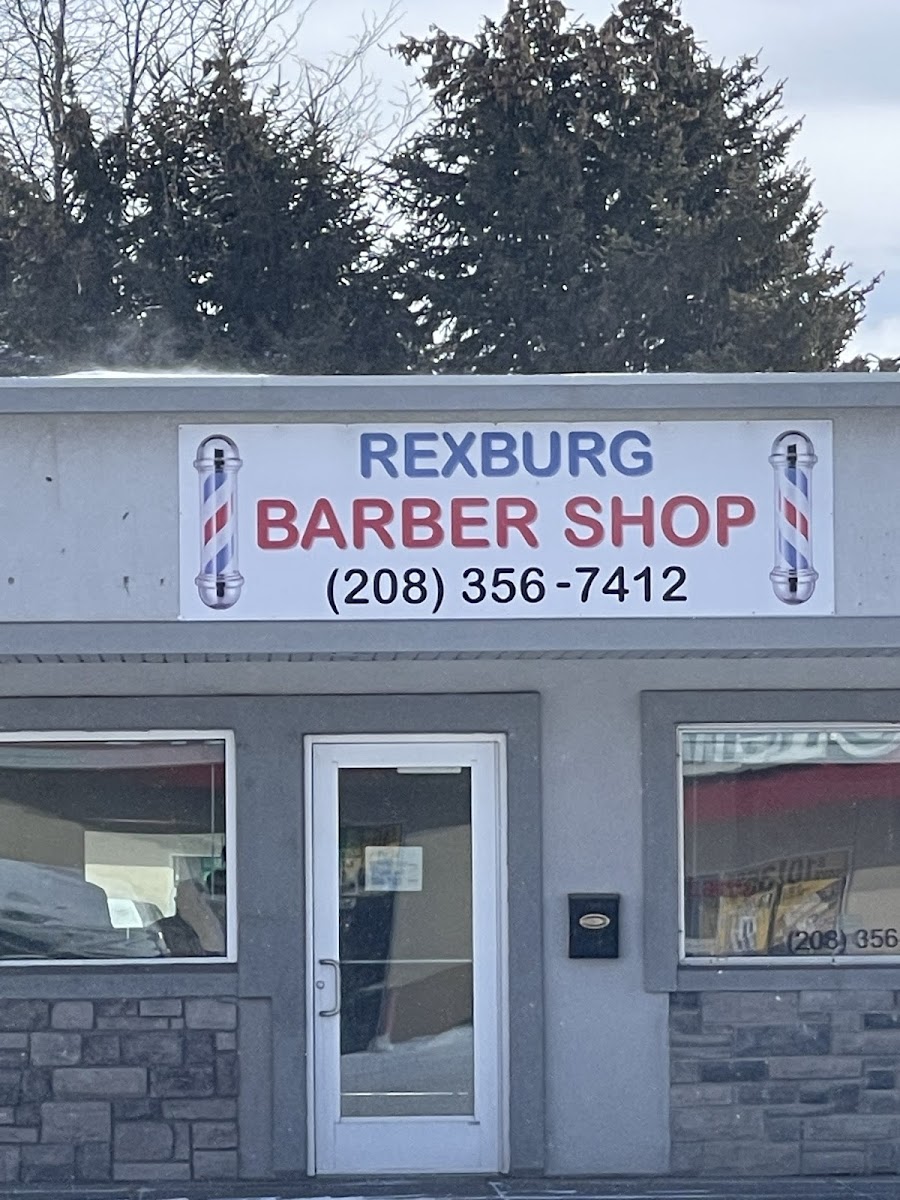 REXBURG
BARBER SHOP
(208) 356-7412
(208) 356